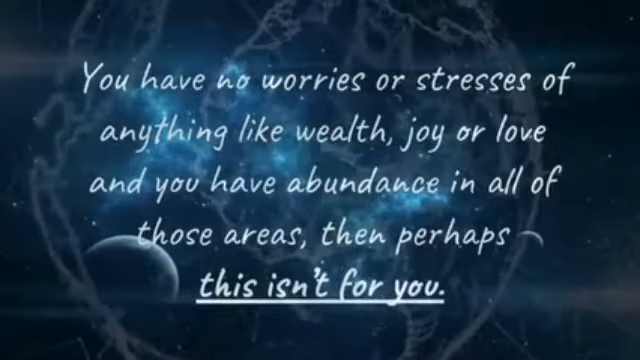 You have no worries or stresses of
anything like wealth, joy or love
and you have abundance in all of
those areas, then perhaps
this isn't for you.